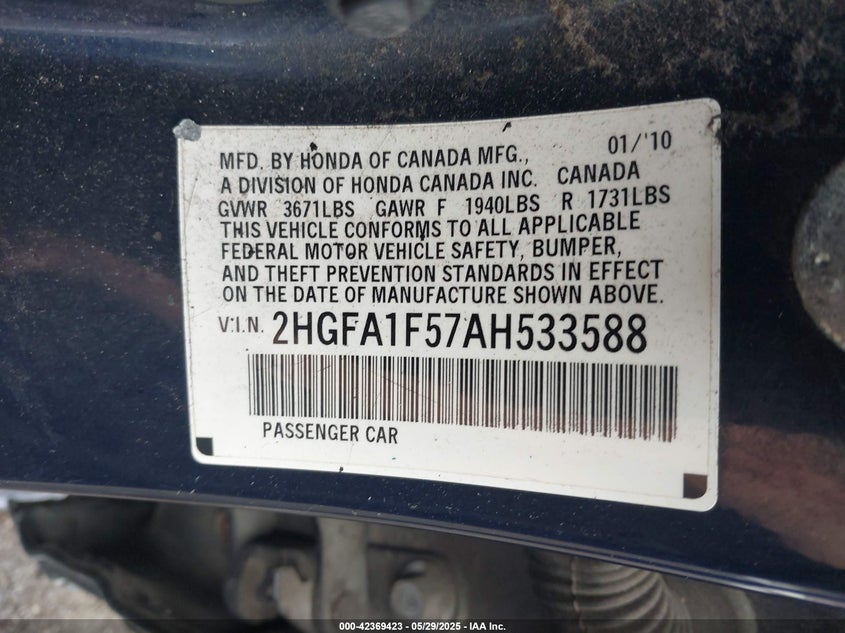 01/'10
MFD. BY HONDA OF CANADA MFG.,
A DIVISION OF HONDA CANADA INC. CANADA
GVWR 3671LBS GAWR F 1940LBS R 1731LBS
THIS VEHICLE CONFORMS TO ALL APPLICABLE
FEDERAL MOTOR VEHICLE SAFETY, BUMPER,
AND THEFT PREVENTION STANDARDS IN EFFECT
ON THE DATE OF MANUFACTURE SHOWN ABOVE.
V.I.N. 2HGFA1F57AH533588
PASSENGER CAR
000-42369423 - 05/29/2025 - IAA Inc.